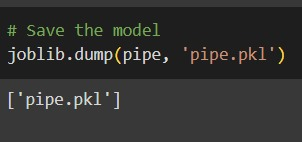 # Save the model
joblib.dump(pipe, 'pipe.pkl')
['pipe.pkl']